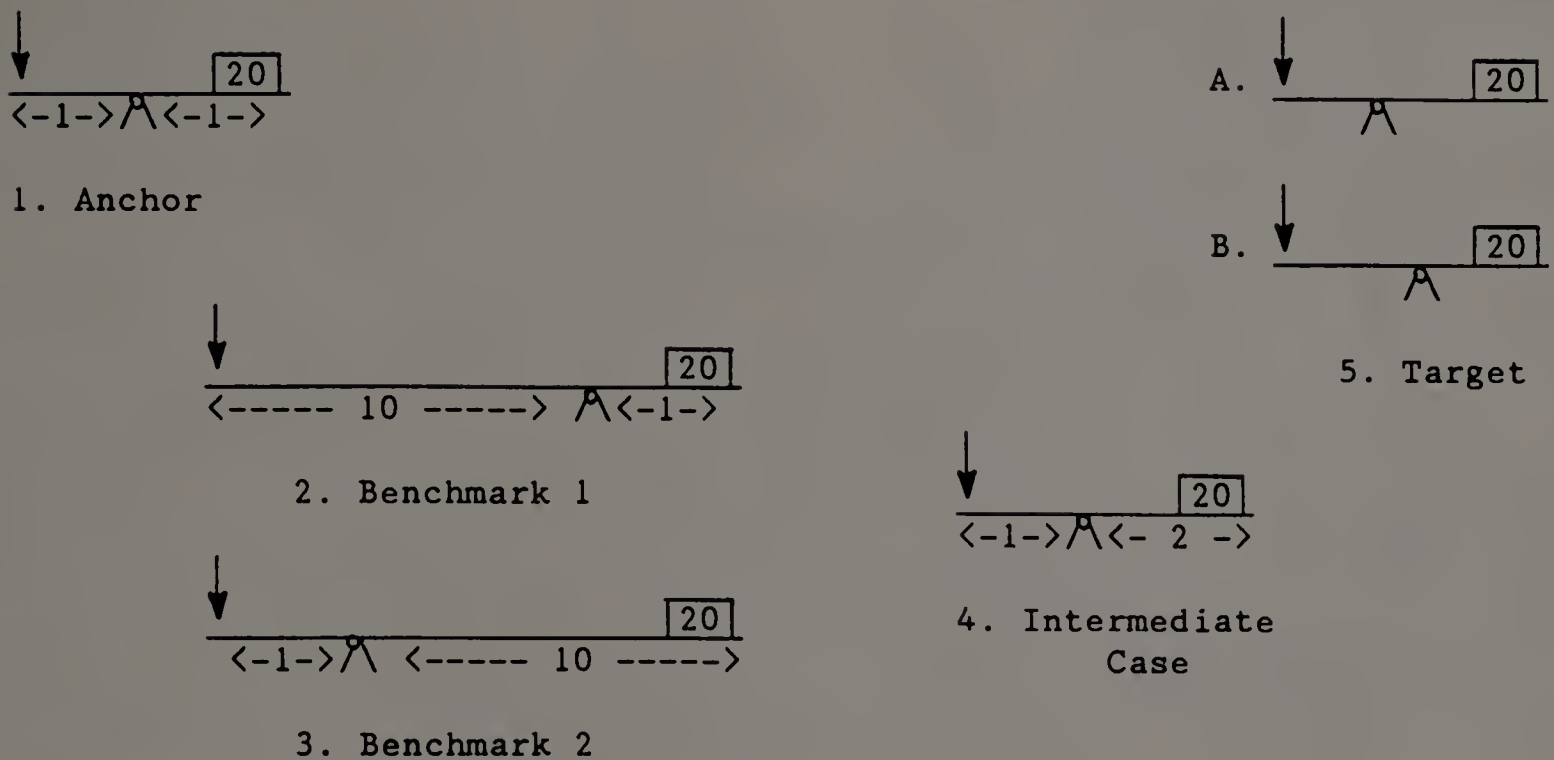 20
<-1-> <-1->
1. Anchor
20
<----- 10 -----> <-1->
2. Benchmark 1
20
<-1-> <----- 10 ----->
3. Benchmark 2
20
<-1-> <- 2 ->
4. Intermediate
Case
A. 20
B. 20
5. Target